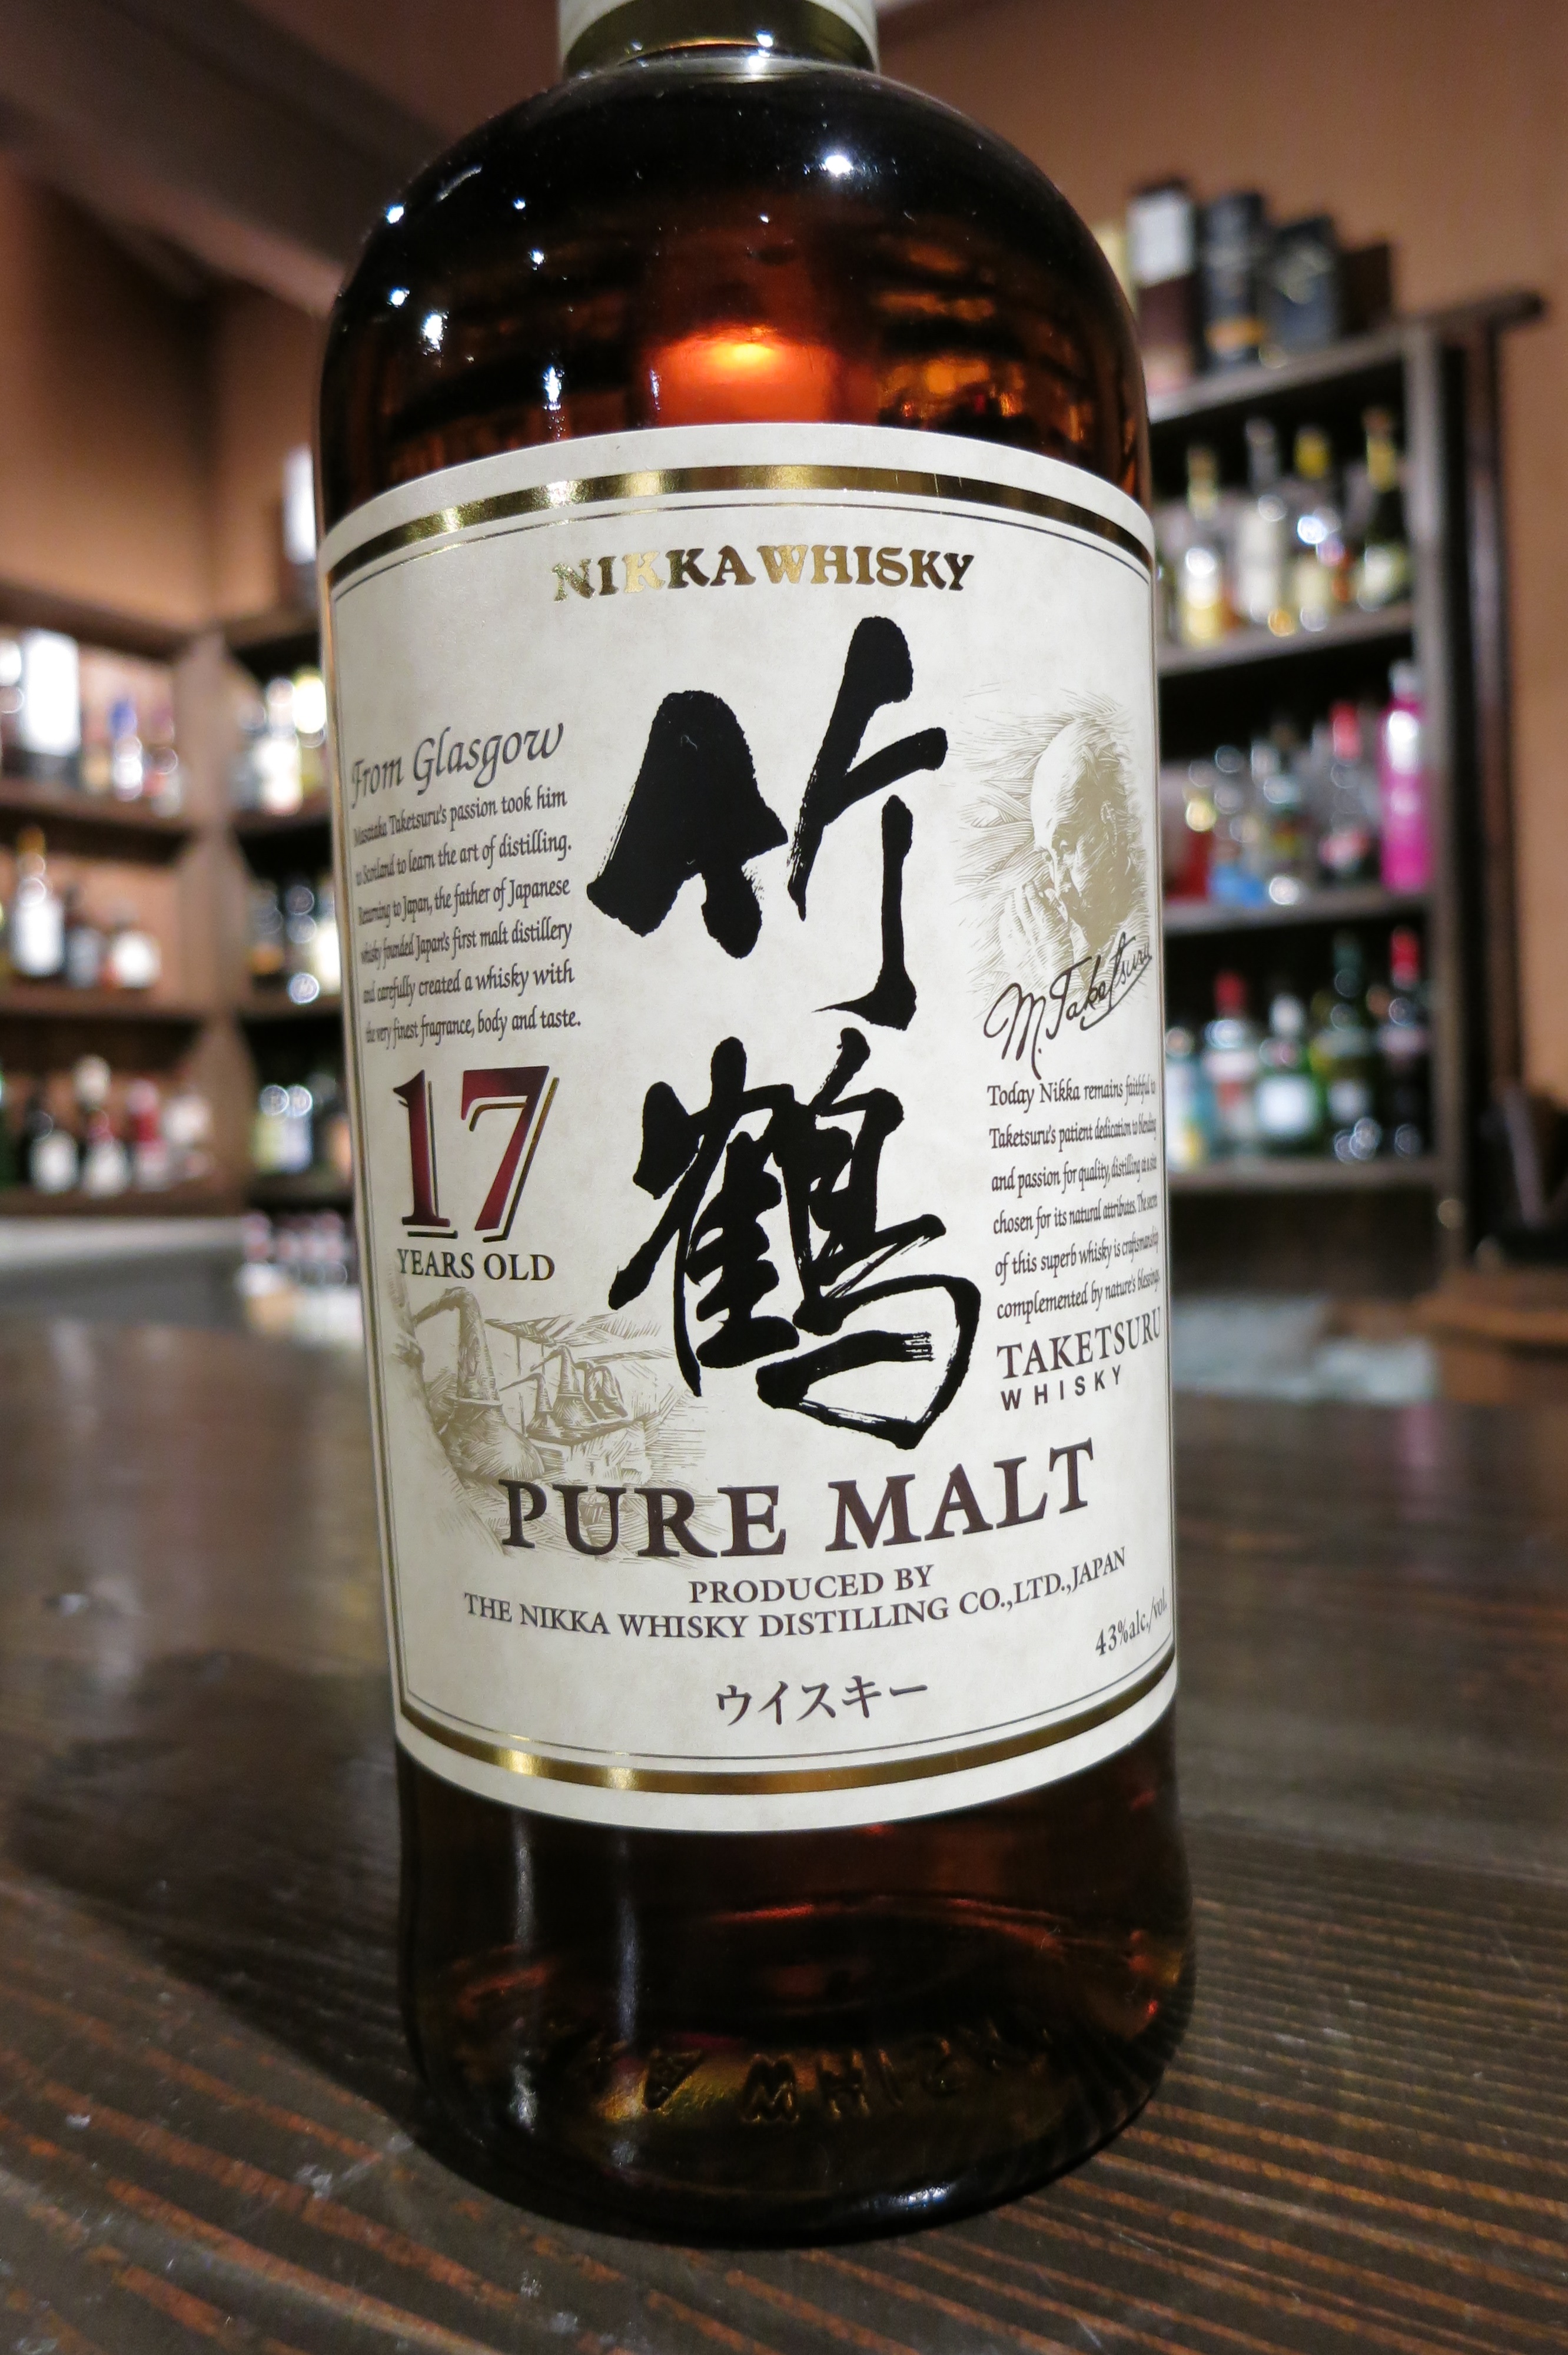 NIKKA WHISKY
竹鶴
From Glasgow
Masataka Taketsuru's passion took him
to Scotland to learn the art of distilling.
Returning to Japan, the father of Japanese
whisky founded Japan's first malt distillery
and carefully created a whisky with
the very finest fragrance, body and taste.
17
YEARS OLD
M. Taketsuru
Today Nikka remains faithful to
Taketsuru's patient dedication to blending
and passion for quality, distilling at a site
chosen for its natural attributes. The secret
of this superb whisky is craftsmanship
complemented by nature's blessings.
TAKETSURU
WHISKY
PURE MALT
PRODUCED BY
THE NIKKA WHISKY DISTILLING CO.,LTD.,JAPAN
43%alc./vol.
ウイスキー